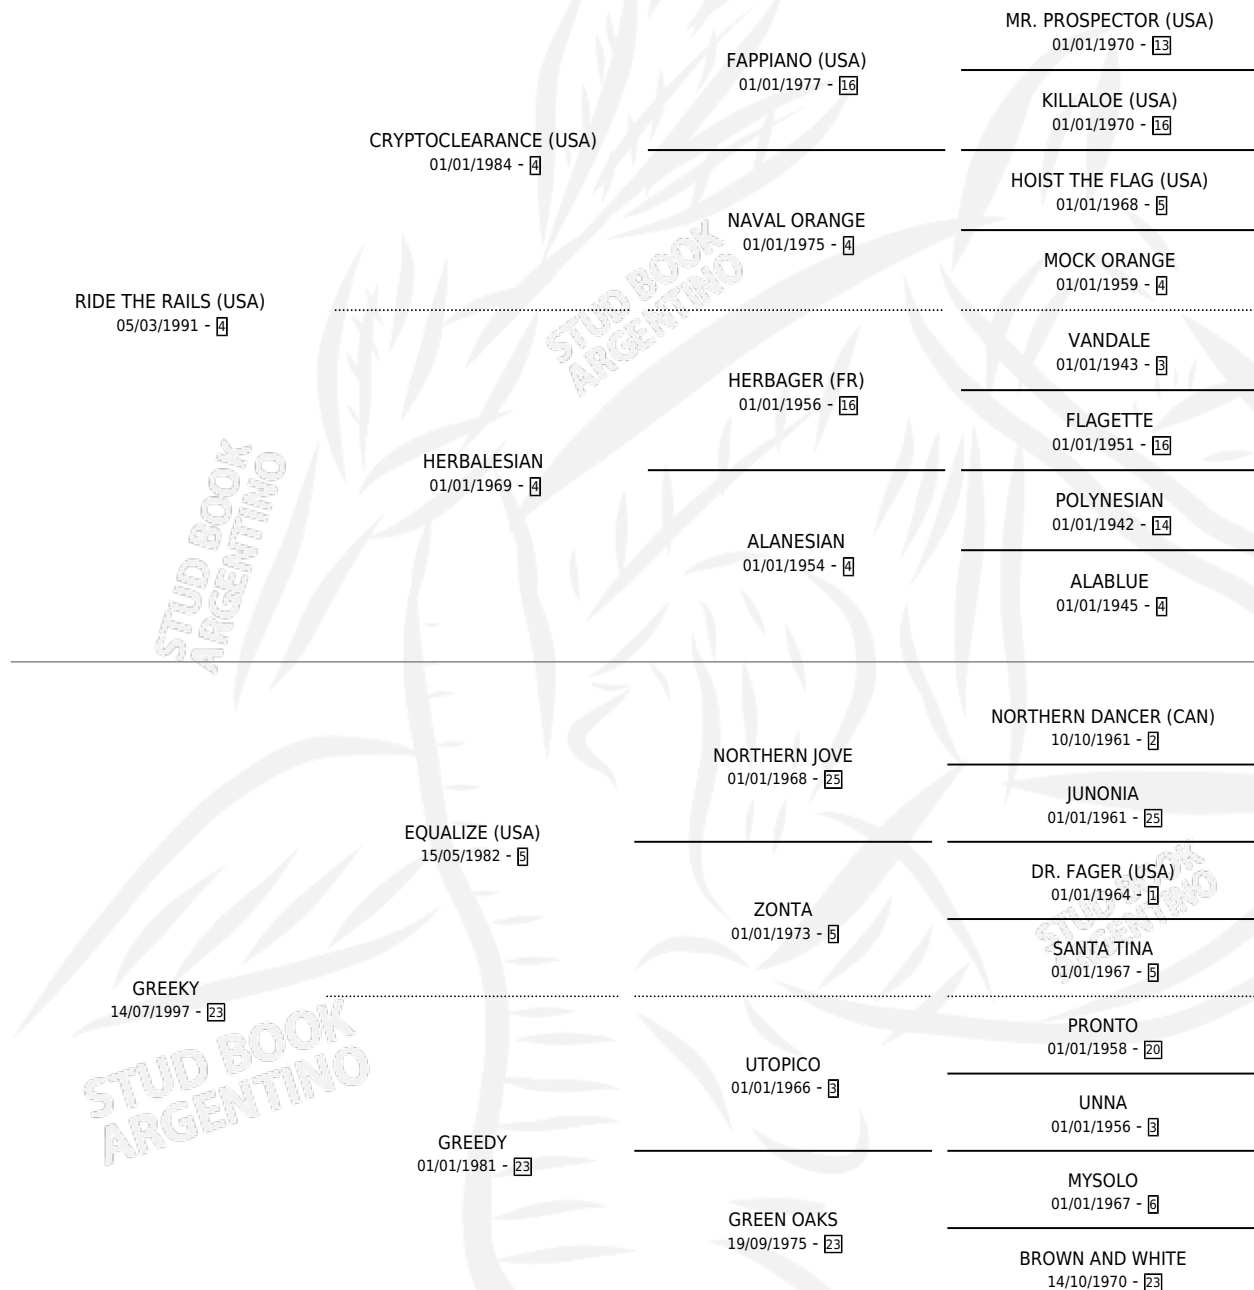 MR. PROSPECTOR (USA)
01/01/1970 - 13
FAPPIANO (USA)
01/01/1977 - 16
KILLALOE (USA)
01/01/1970 - 16
CRYPTOCLEARANCE (USA)
01/01/1984 - 4
HOIST THE FLAG (USA)
01/01/1968 - 5
NAVAL ORANGE
01/01/1975 - 4
MOCK ORANGE
01/01/1959 - 4
RIDE THE RAILS (USA)
05/03/1991 - 4
VANDALE
01/01/1943 - 3
HERBAGER (FR)
01/01/1956 - 16
FLAGETTE
01/01/1951 - 16
HERBALESIAN
01/01/1969 - 4
POLYNESIAN
01/01/1942 - 14
ALANESIAN
01/01/1954 - 4
ALABLUE
01/01/1945 - 4
NORTHERN DANCER (CAN)
10/10/1961 - 2
NORTHERN JOVE
01/01/1968 - 25
JUNONIA
01/01/1961 - 25
EQUALIZE (USA)
15/05/1982 - 5
DR. FAGER (USA)
01/01/1964 - 1
ZONTA
01/01/1973 - 5
SANTA TINA
01/01/1967 - 5
GREEKY
14/07/1997 - 23
PRONTO
01/01/1958 - 20
UTOPICO
01/01/1966 - 3
UNNA
01/01/1956 - 3
GREEDY
01/01/1981 - 23
MYSOLO
01/01/1967 - 6
GREEN OAKS
19/09/1975 - 23
BROWN AND WHITE
14/10/1970 - 23
STUD BOOK
ARGENTINO
STUD BOOK
ARGENTINO
STUD BOOK
ARGENTINO
STUD BOOK
ARGENTINO